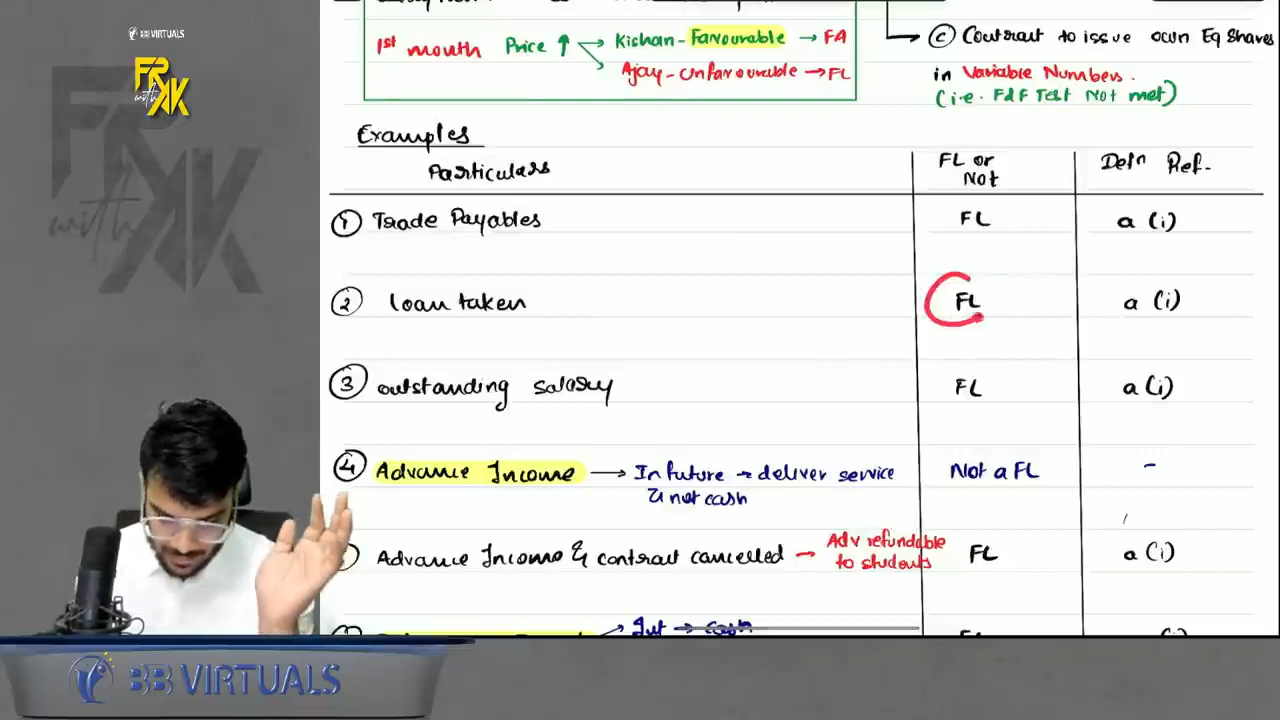 BB VIRTUALS
FR
with
KK
1st month Price ↑ → Kishan - Favourable → FA
Ajay - Unfavourable → FL
→ (c) Contract to issue own Eq Shares
in Variable Numbers.
(i.e. F&F Test Not met)
Examples
Particulars
FL or
Not
Defn Ref.
① Trade Payables FL a (i)
② Loan taken FL a (i)
③ outstanding salary FL a (i)
④ Advance Income → In future → deliver service
& not cash
Not a FL -
Advance Income & contract cancelled → Adv refundable
to students
FL a (i)
Int → cash
BB VIRTUALS